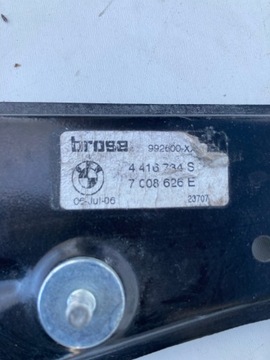 brose 992600-XX
4 416 734 S
7 008 626 E
05-Jul-06 23707